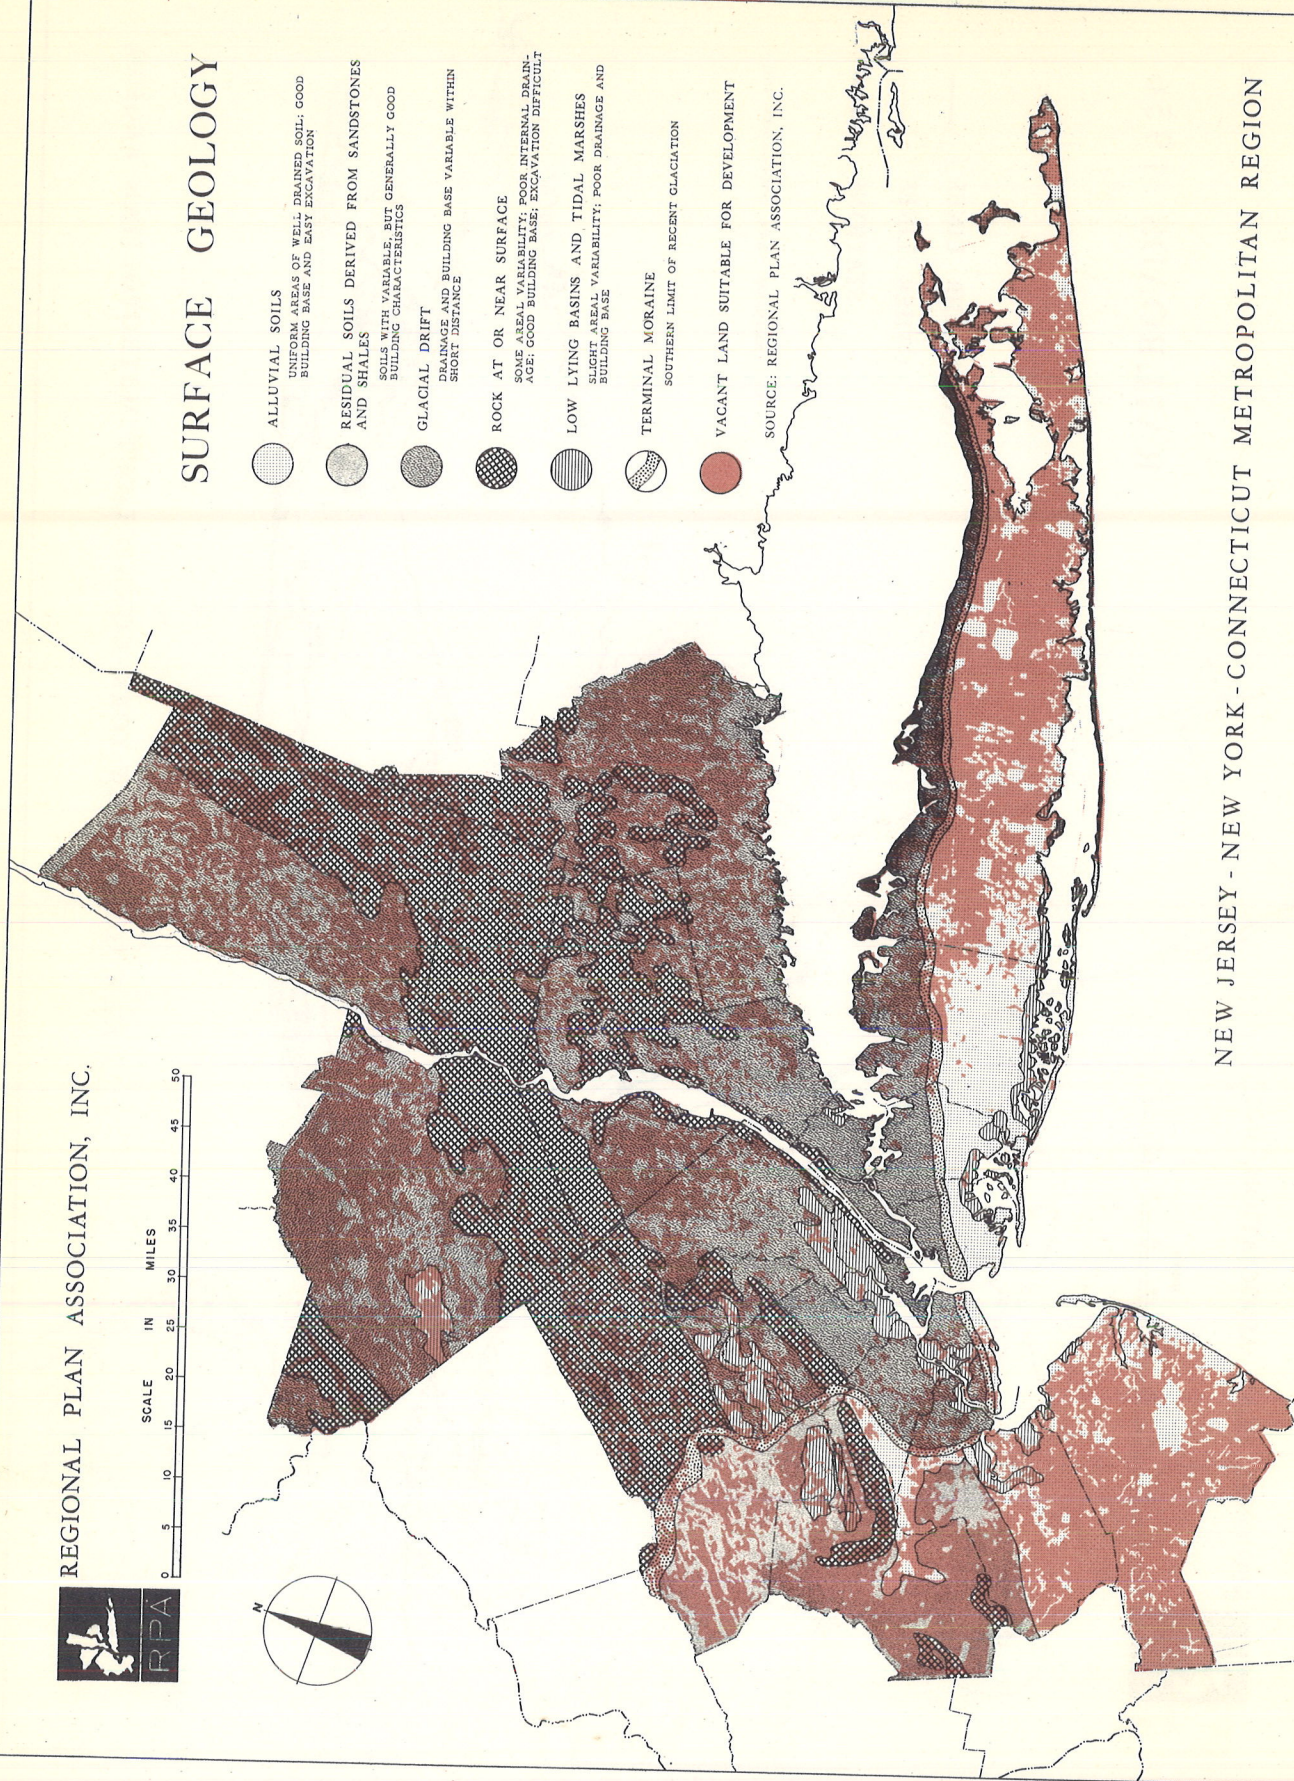 REGIONAL PLAN ASSOCIATION, INC.
RPA
SCALE IN MILES
0 5 10 15 20 25 30 35 40 45 50
N
SURFACE GEOLOGY
ALLUVIAL SOILS
UNIFORM AREAS OF WELL DRAINED SOIL; GOOD
BUILDING BASE AND EASY EXCAVATION
RESIDUAL SOILS DERIVED FROM SANDSTONES
AND SHALES
SOILS WITH VARIABLE, BUT GENERALLY GOOD
BUILDING CHARACTERISTICS
GLACIAL DRIFT
DRAINAGE AND BUILDING BASE VARIABLE WITHIN
SHORT DISTANCE
ROCK AT OR NEAR SURFACE
SOME AREAL VARIABILITY; POOR INTERNAL DRAIN-
AGE; GOOD BUILDING BASE; EXCAVATION DIFFICULT
LOW LYING BASINS AND TIDAL MARSHES
SLIGHT AREAL VARIABILITY; POOR DRAINAGE AND
BUILDING BASE
TERMINAL MORAINE
SOUTHERN LIMIT OF RECENT GLACIATION
VACANT LAND SUITABLE FOR DEVELOPMENT
SOURCE: REGIONAL PLAN ASSOCIATION, INC.
NEW JERSEY - NEW YORK - CONNECTICUT METROPOLITAN REGION